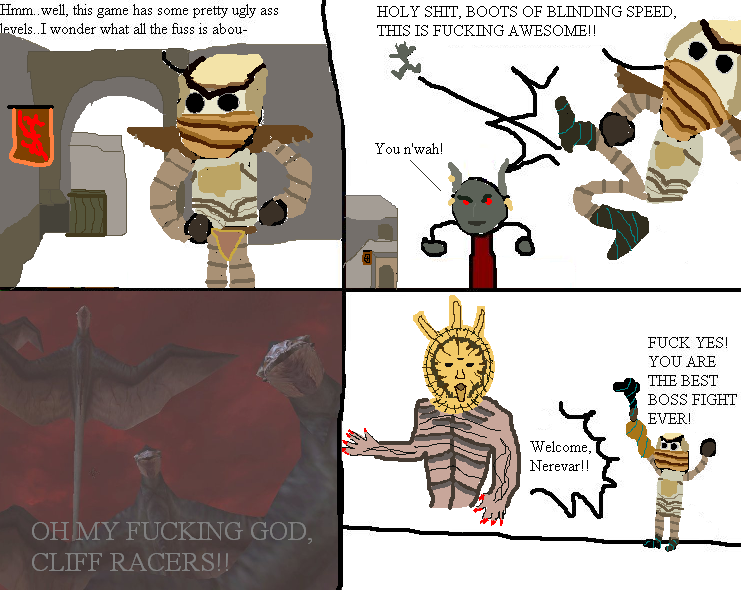 Hmm..well, this game has some pretty ugly ass
levels..I wonder what all the fuss is abou-
HOLY SHIT, BOOTS OF BLINDING SPEED,
THIS IS FUCKING AWESOME!!
You n'wah!
OH MY FUCKING GOD,
CLIFF RACERS!!
FUCK YES!
YOU ARE
THE BEST
BOSS FIGHT
EVER!
Welcome,
Nerevar!!